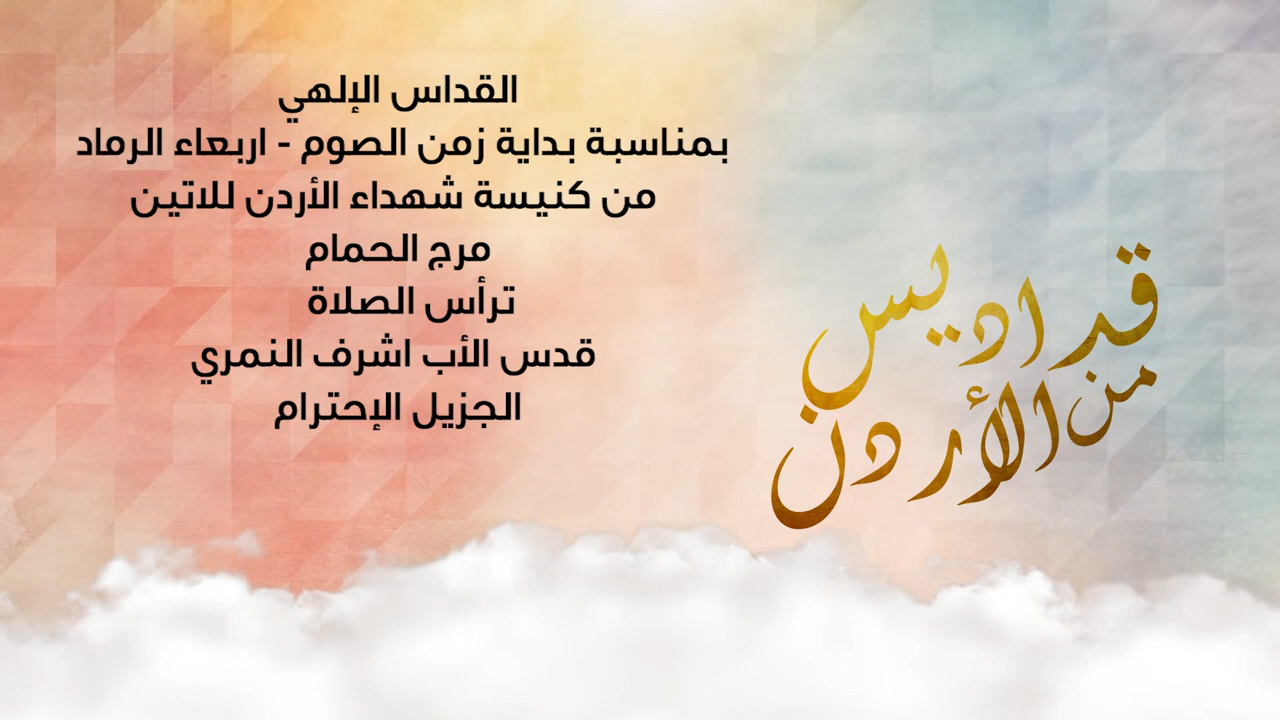 القداس الإلهي
بمناسبة بداية زمن الصوم - اربعاء الرماد
من كنيسة شهداء الأردن للاتين
مرج الحمام
ترأس الصلاة
قدس الأب اشرف النمري
الجزيل الإحترام
قداديس
من الأردن